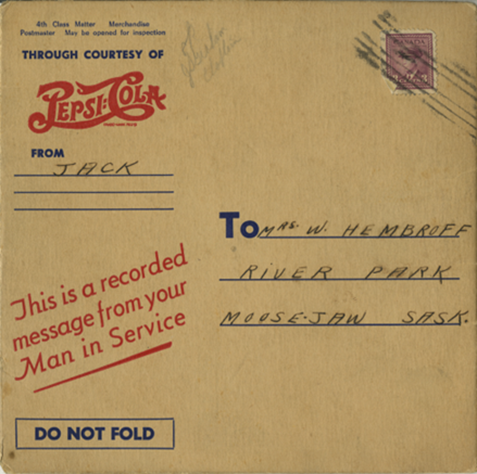 4th Class Matter Merchandise
Postmaster May be opened for inspection
THROUGH COURTESY OF
PEPSI-COLA
FROM
JACK
CANADA
To MRS. W. HEMBROFF
RIVER PARK
MOOSE-JAW SASK.
This is a recorded
message from your
Man in Service
DO NOT FOLD